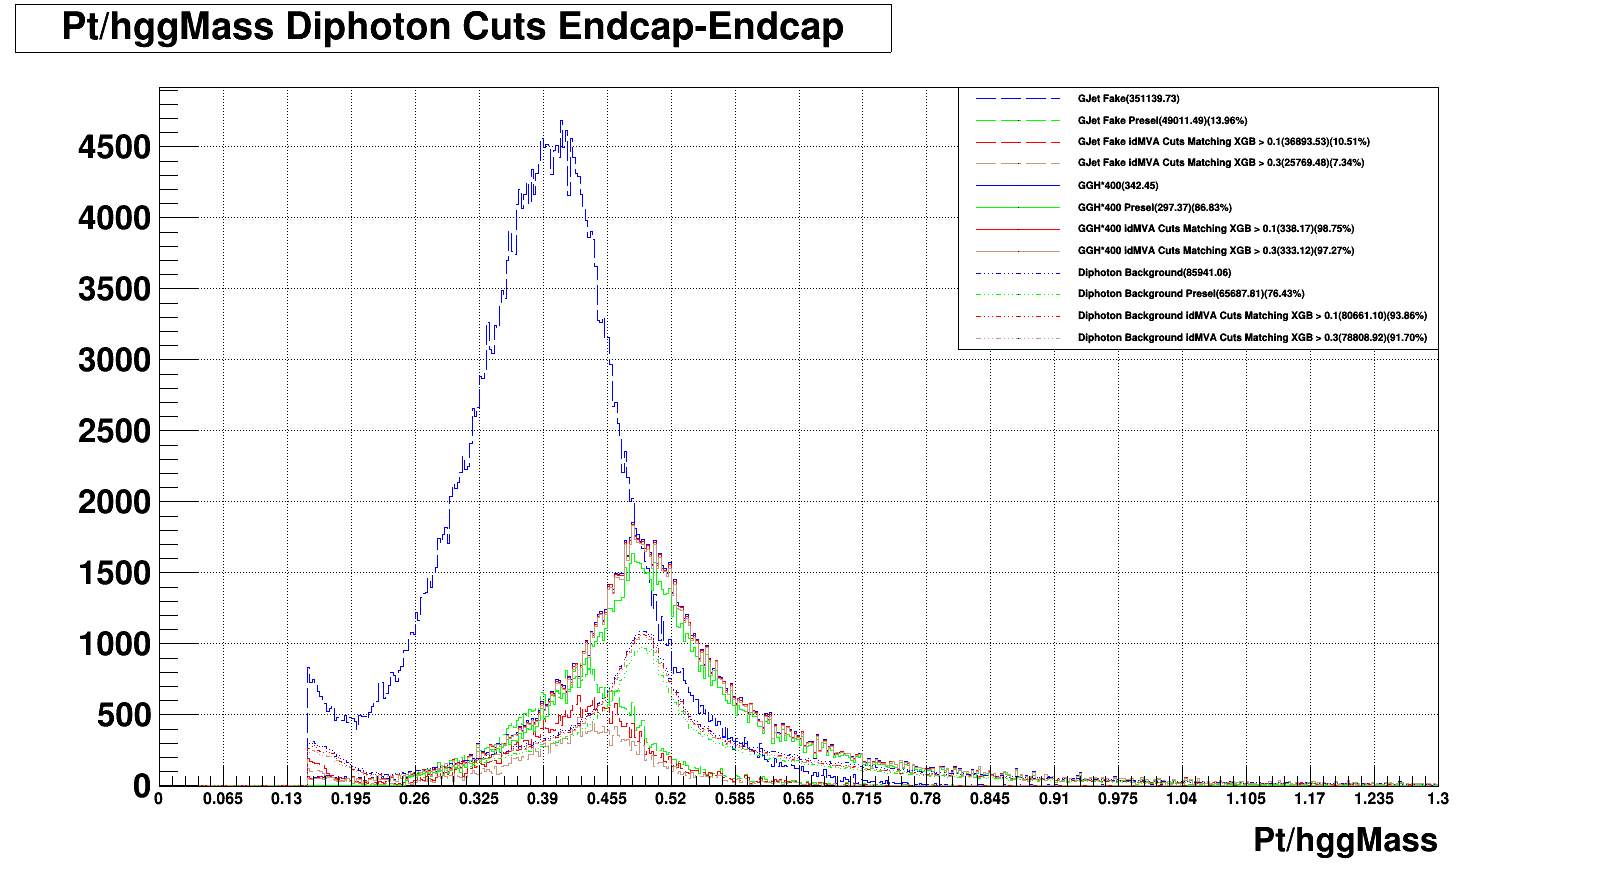 Pt/hggMass Diphoton Cuts Endcap-Endcap
GJet Fake(351139.73)
GJet Fake Presel(49011.49)(13.96%)
GJet Fake idMVA Cuts Matching XGB > 0.1(36893.53)(10.51%)
GJet Fake idMVA Cuts Matching XGB > 0.3(25769.48)(7.34%)
GGH*400(342.45)
GGH*400 Presel(297.37)(86.83%)
GGH*400 idMVA Cuts Matching XGB > 0.1(338.17)(98.75%)
GGH*400 idMVA Cuts Matching XGB > 0.3(333.12)(97.27%)
Diphoton Background(85941.06)
Diphoton Background Presel(65687.81)(76.43%)
Diphoton Background idMVA Cuts Matching XGB > 0.1(80661.10)(93.86%)
Diphoton Background idMVA Cuts Matching XGB > 0.3(78808.92)(91.70%)
4500
4000
3500
3000
2500
2000
1500
1000
500
0
0 0.065 0.13 0.195 0.26 0.325 0.39 0.455 0.52 0.585 0.65 0.715 0.78 0.845 0.91 0.975 1.04 1.105 1.17 1.235 1.3
Pt/hggMass